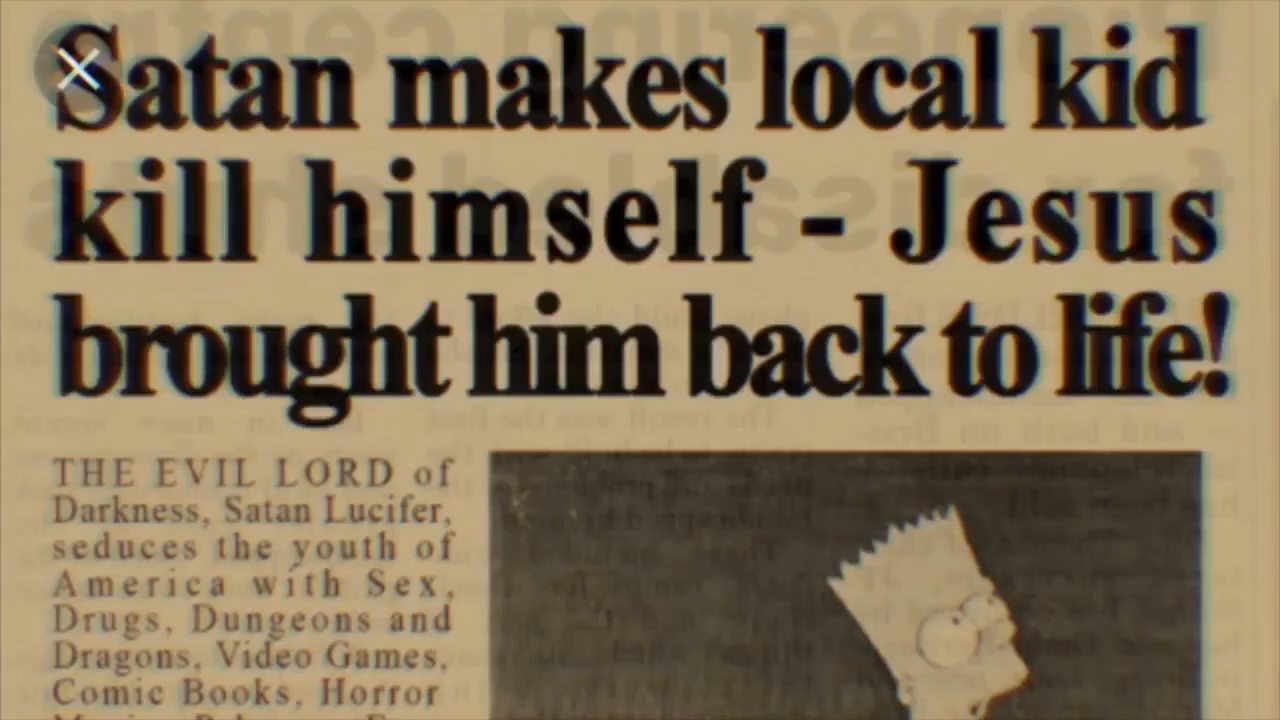 Satan makes local kid
kill himself - Jesus
brought him back to life!
THE EVIL LORD of
Darkness, Satan Lucifer,
seduces the youth of
America with Sex,
Drugs, Dungeons and
Dragons, Video Games,
Comic Books, Horror